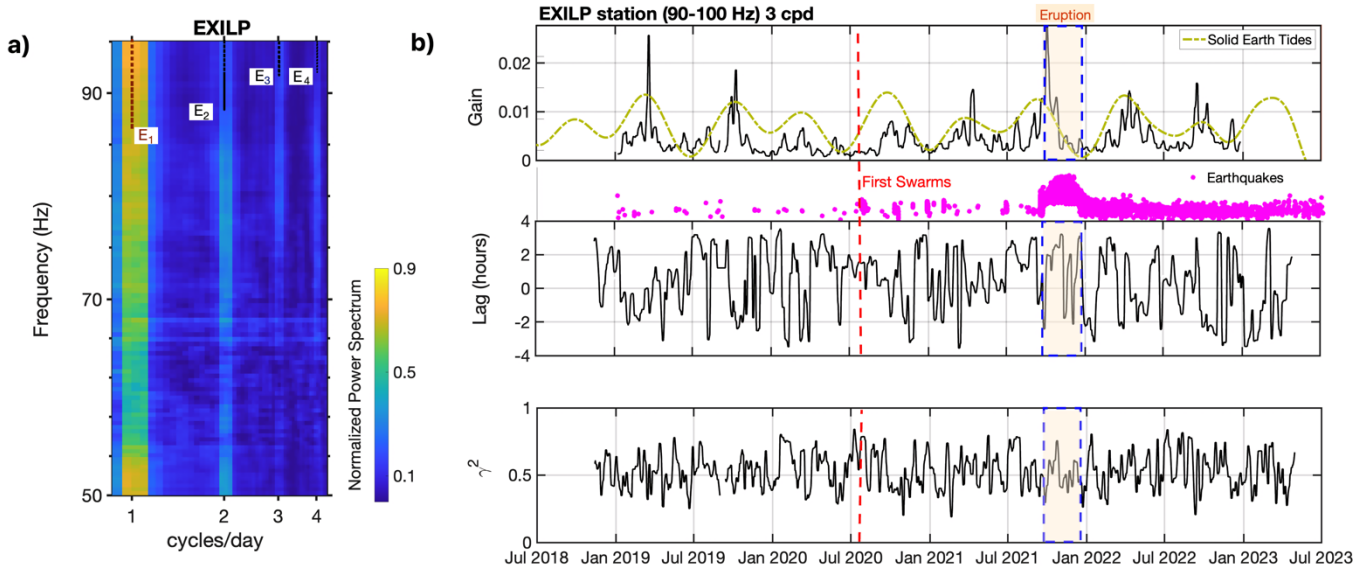 a)
EXILP
E1
E2
E3
E4
90
70
50
Frequency (Hz)
1 2 3 4
cycles/day
0.9
0.5
0.1
Normalized Power Spectrum
b)
EXILP station (90-100 Hz) 3 cpd
Eruption
Solid Earth Tides
0.02
0.01
0
Gain
First Swarms
Earthquakes
4
2
0
-2
-4
Lag (hours)
1
0.5
0
γ2
Jul 2018 Jan 2019 Jul 2019 Jan 2020 Jul 2020 Jan 2021 Jul 2021 Jan 2022 Jul 2022 Jan 2023 Jul 2023